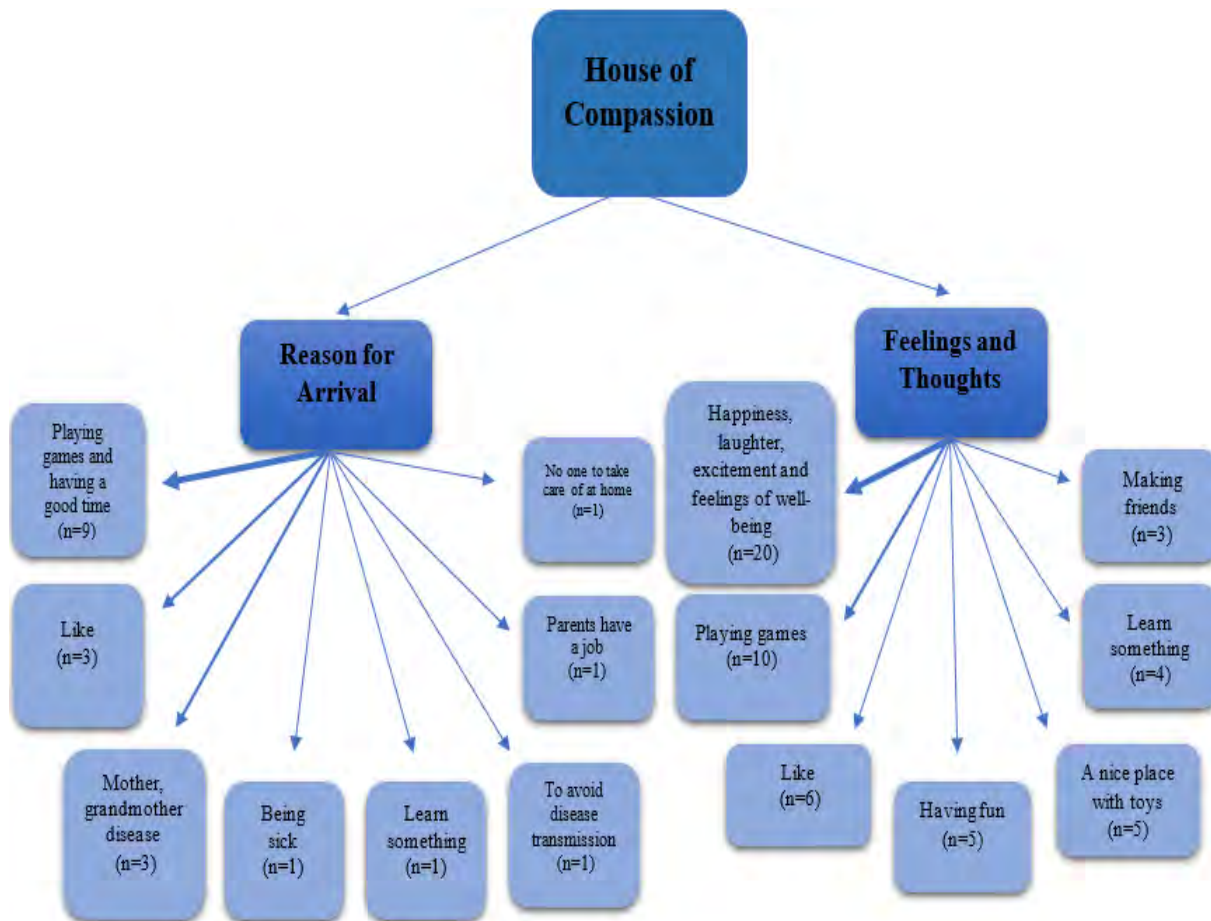 House of
Compassion
Reason for
Arrival
Feelings and
Thoughts
Playing
games and
having a
good time
(n=9)
Like
(n=3)
Mother,
grandmother
disease
(n=3)
Being
sick
(n=1)
Learn
something
(n=1)
To avoid
disease
transmission
(n=1)
Parents have
a job
(n=1)
No one to take
care of at home
(n=1)
Happiness,
laughter,
excitement and
feelings of well-
being
(n=20)
Playing games
(n=10)
Like
(n=6)
Having fun
(n=5)
A nice place
with toys
(n=5)
Learn
something
(n=4)
Making
friends
(n=3)